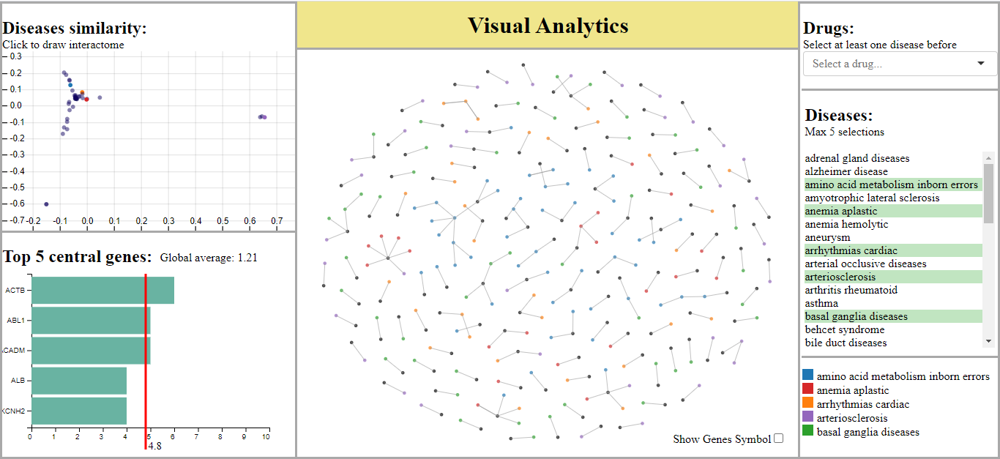 Diseases similarity:
Click to draw interactome
0.3
0.2
0.1
0.0
-0.1
-0.2
-0.3
-0.4
-0.5
-0.6
-0.7
-0.2 -0.1 0.0 0.1 0.2 0.3 0.4 0.5 0.6 0.7
Top 5 central genes: Global average: 1.21
ACTB
ABL1
CADM
ALB
KCNH2
0 1 2 3 4 5 6 7 8 9 10
4.8
Visual Analytics
Show Genes Symbol
Drugs:
Select at least one disease before
Select a drug...
Diseases:
Max 5 selections
adrenal gland diseases
alzheimer disease
amino acid metabolism inborn errors
amyotrophic lateral sclerosis
anemia aplastic
anemia hemolytic
aneurysm
arrhythmias cardiac
arterial occlusive diseases
arteriosclerosis
arthritis rheumatoid
asthma
basal ganglia diseases
behcet syndrome
bile duct diseases
amino acid metabolism inborn errors
anemia aplastic
arrhythmias cardiac
arteriosclerosis
basal ganglia diseases